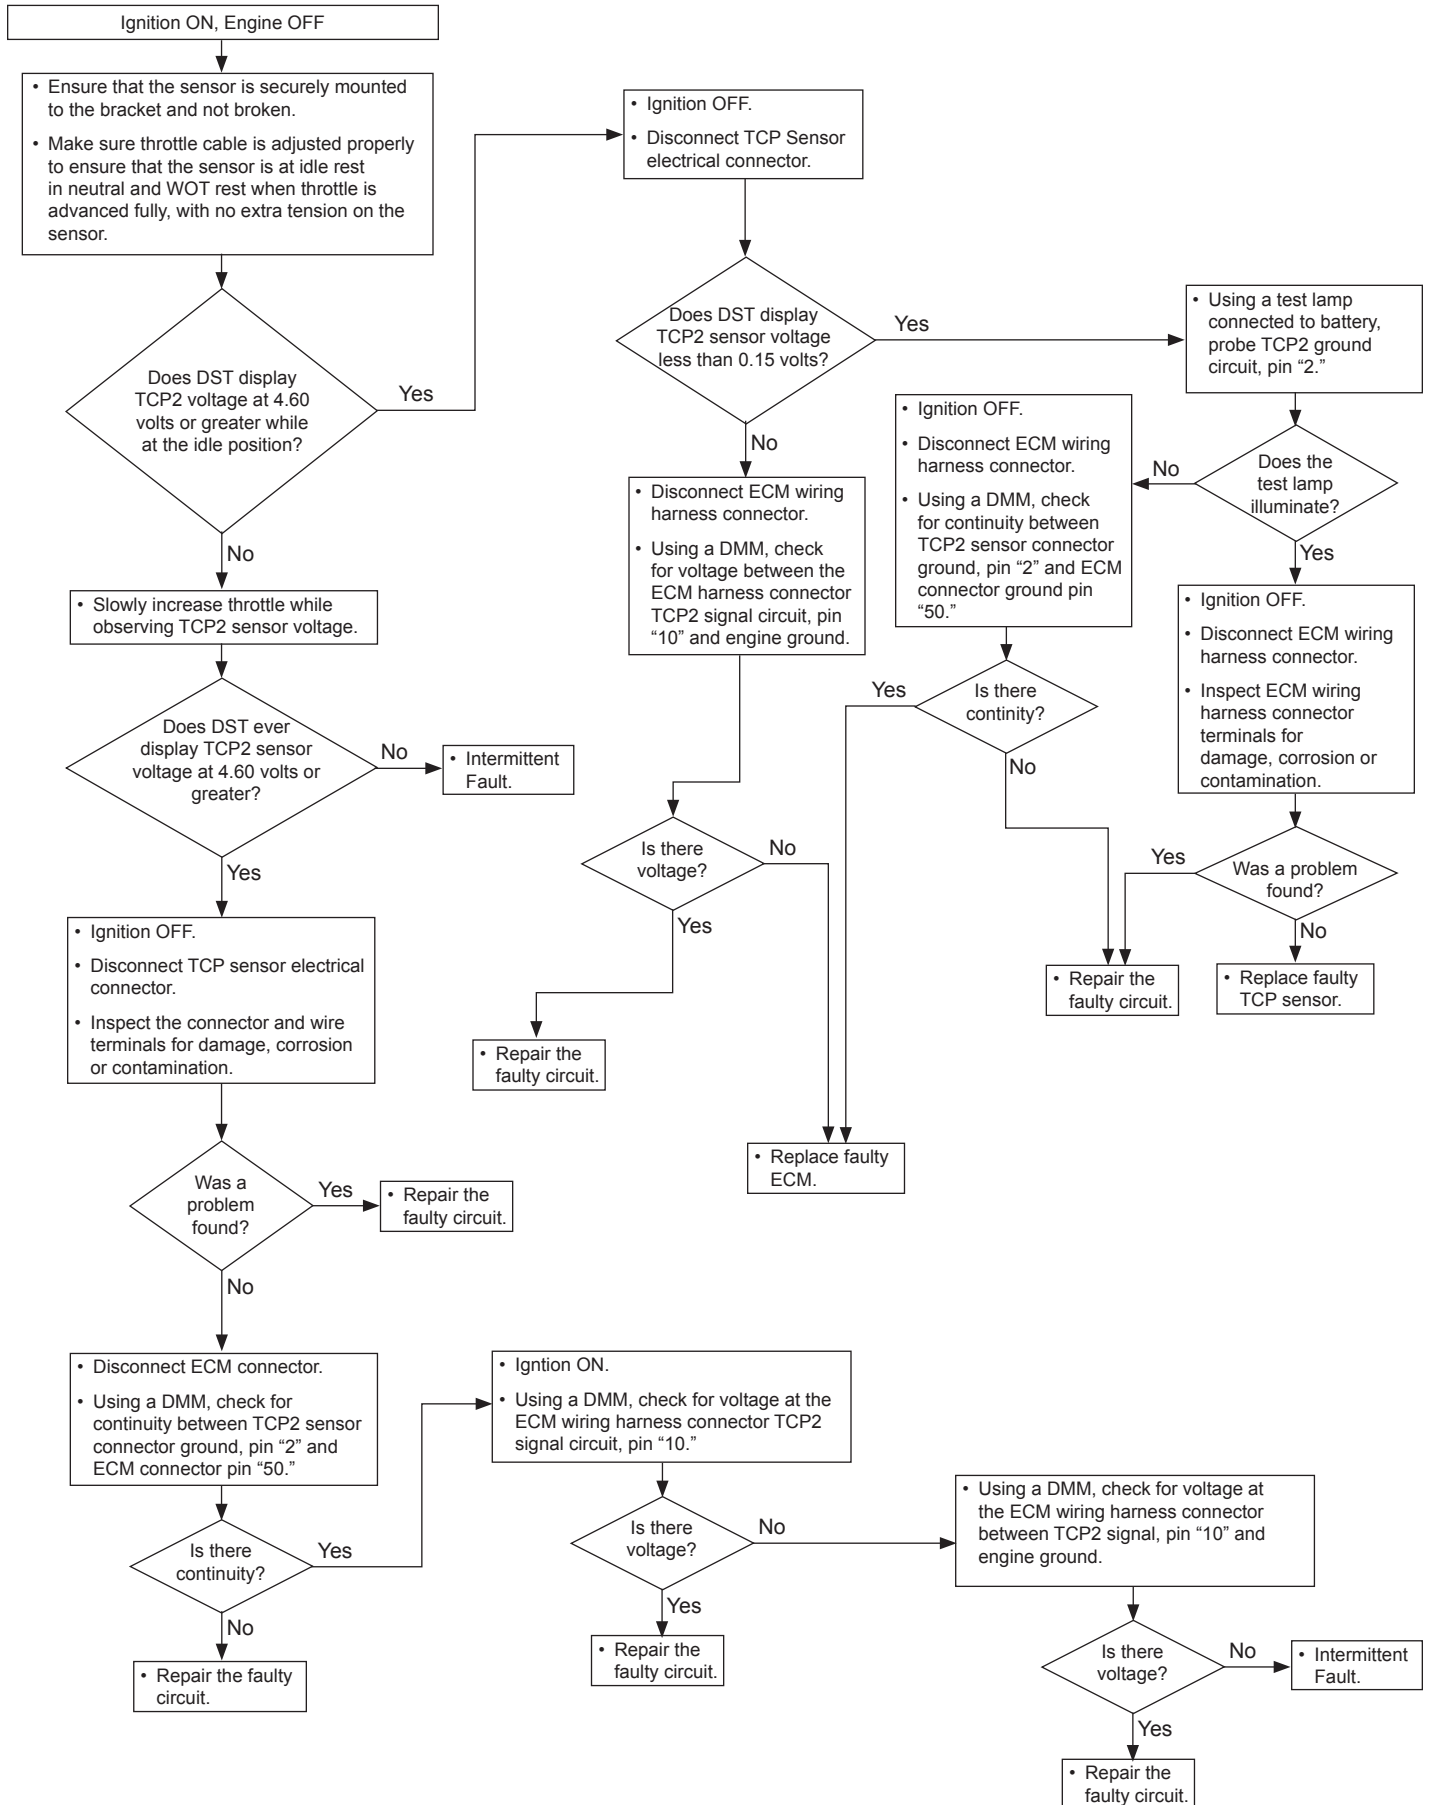 Ignition ON, Engine OFF
• Ensure that the sensor is securely mounted
to the bracket and not broken.
• Make sure throttle cable is adjusted properly
to ensure that the sensor is at idle rest
in neutral and WOT rest when throttle is
advanced fully, with no extra tension on the
sensor.
Does DST display
TCP2 voltage at 4.60
volts or greater while
at the idle position?
Yes
No
• Slowly increase throttle while
observing TCP2 sensor voltage.
Does DST ever
display TCP2 sensor
voltage at 4.60 volts or
greater?
No
• Intermittent
Fault.
Yes
• Ignition OFF.
• Disconnect TCP sensor electrical
connector.
• Inspect the connector and wire
terminals for damage, corrosion
or contamination.
Was a
problem
found?
Yes
• Repair the
faulty circuit.
No
• Disconnect ECM connector.
• Using a DMM, check for
continuity between TCP2 sensor
connector ground, pin “2” and
ECM connector pin “50.”
Is there
continuity?
Yes
No
• Repair the faulty
circuit.
• Igntion ON.
• Using a DMM, check for voltage at the
ECM wiring harness connector TCP2
signal circuit, pin “10.”
Is there
voltage?
No
Yes
• Repair the
faulty circuit.
• Using a DMM, check for voltage at
the ECM wiring harness connector
between TCP2 signal, pin “10” and
engine ground.
Is there
voltage?
No
• Intermittent
Fault.
Yes
• Repair the
faulty circuit.
• Ignition OFF.
• Disconnect TCP Sensor
electrical connector.
Does DST display
TCP2 sensor voltage
less than 0.15 volts?
Yes
No
• Disconnect ECM wiring
harness connector.
• Using a DMM, check
for voltage between the
ECM harness connector
TCP2 signal circuit, pin
“10” and engine ground.
Is there
voltage?
No
Yes
• Repair the
faulty circuit.
• Replace faulty
ECM.
• Using a test lamp
connected to battery,
probe TCP2 ground
circuit, pin “2.”
Does the
test lamp
illuminate?
No
Yes
• Ignition OFF.
• Disconnect ECM wiring
harness connector.
• Using a DMM, check
for continuity between
TCP2 sensor connector
ground, pin “2” and ECM
connector ground pin
“50.”
Is there
continity?
Yes
No
• Ignition OFF.
• Disconnect ECM wiring
harness connector.
• Inspect ECM wiring
harness connector
terminals for
damage, corrosion or
contamination.
Was a problem
found?
Yes
No
• Repair the
faulty circuit.
• Replace faulty
TCP sensor.